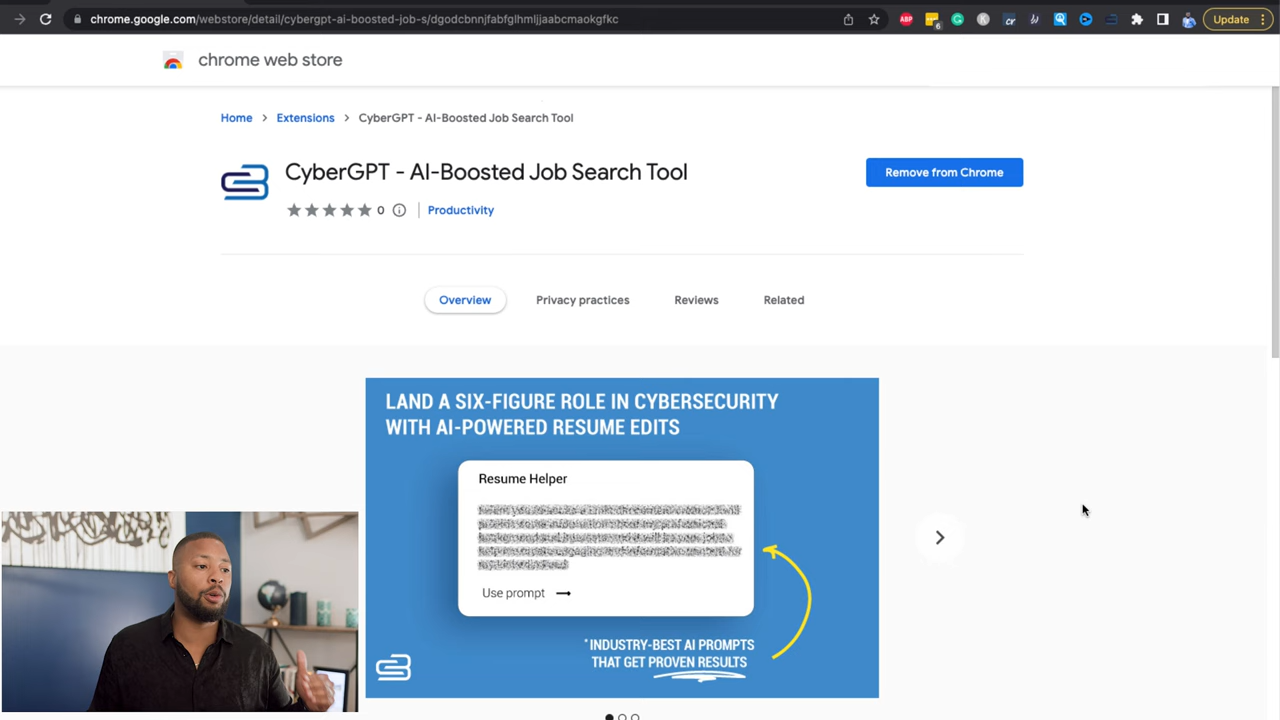 chrome.google.com/webstore/detail/cybergpt-ai-boosted-job-s/dgodcbnnjfabfglhmljjaabcmaokgfkc
ABP
6
cr
Update
chrome web store
Home > Extensions > CyberGPT - AI-Boosted Job Search Tool
CyberGPT - AI-Boosted Job Search Tool
Remove from Chrome
0
Productivity
Overview
Privacy practices
Reviews
Related
LAND A SIX-FIGURE ROLE IN CYBERSECURITY
WITH AI-POWERED RESUME EDITS
Resume Helper
Use prompt
*INDUSTRY-BEST AI PROMPTS
THAT GET PROVEN RESULTS